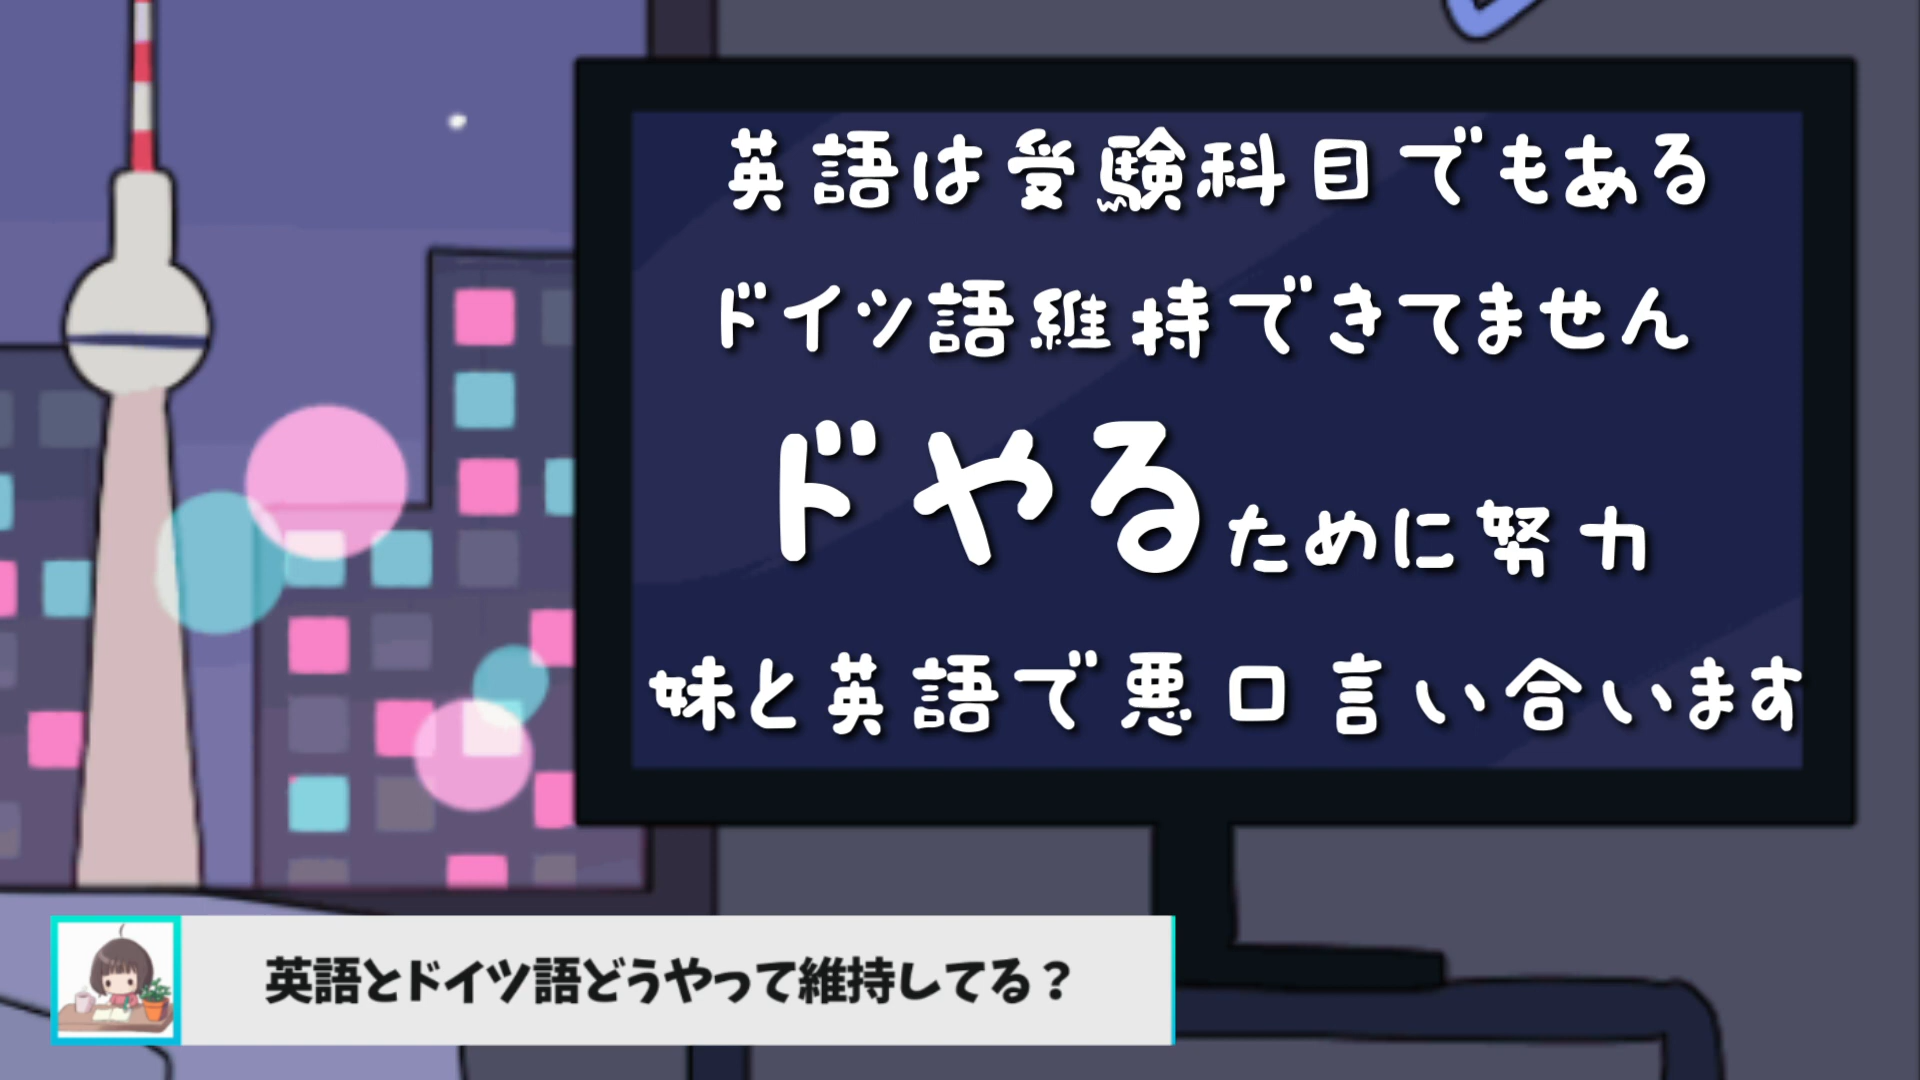 英語は受験科目でもある
ドイツ語維持できてません
ドやるために努力
妹と英語で悪口言い合います
英語とドイツ語どうやって維持してる？